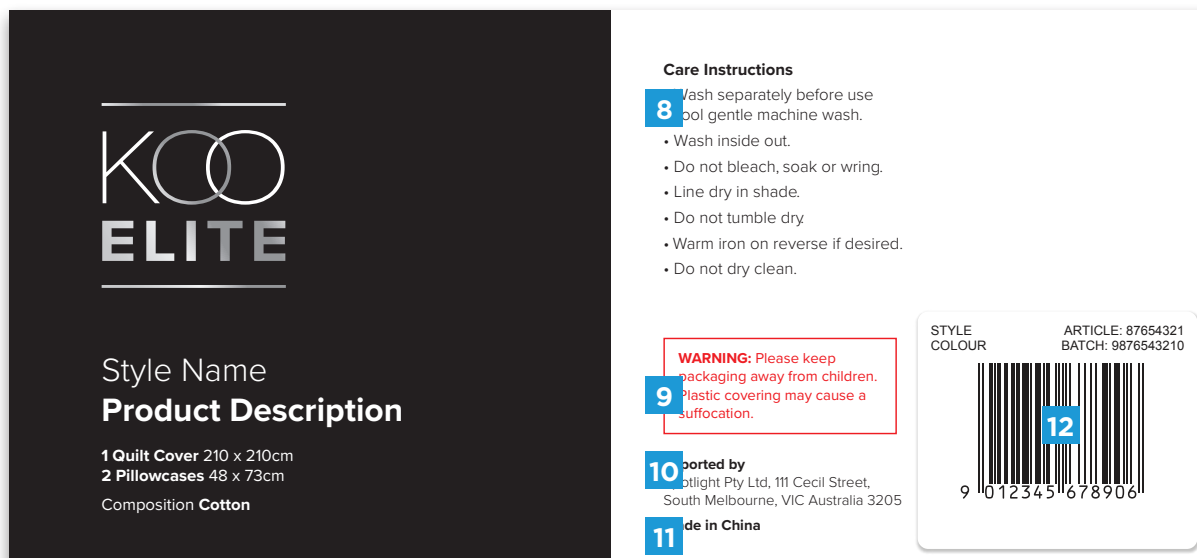 KOO
ELITE
Style Name
Product Description
1 Quilt Cover 210 x 210cm
2 Pillowcases 48 x 73cm
Composition Cotton
Care Instructions
8
separately before use
gentle machine wash.
• Wash inside out.
• Do not bleach, soak or wring.
• Line dry in shade.
• Do not tumble dry.
• Warm iron on reverse if desired.
• Do not dry clean.
WARNING: Please keep
packaging away from children.
9
Plastic covering may cause a
suffocation.
10
by
Pty Ltd, 111 Cecil Street,
South Melbourne, VIC Australia 3205
11
in China
STYLE ARTICLE: 87654321
COLOUR BATCH: 9876543210
12
9 012345 678906